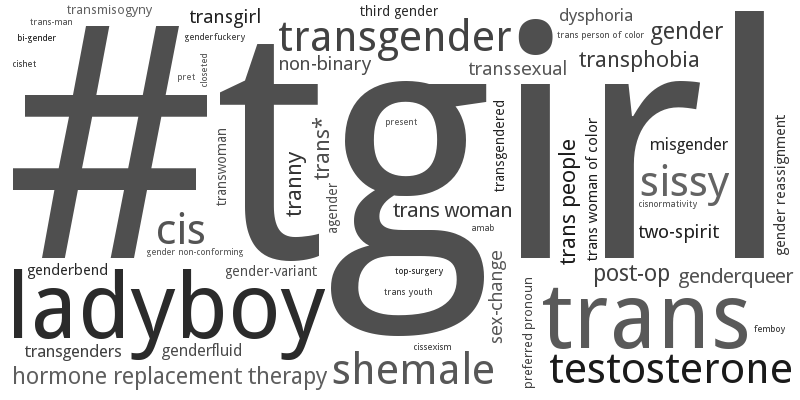 transmisogyny
transgirl
third gender
dysphoria
trans-man
bi-gender
genderfuckery
transgender
trans person of color
gender
cishet
non-binary
transsexual
transphobia
pret
closeted
#tgirl
present
transwoman
tranny
trans*
agender
transgendered
trans people
trans woman of color
misgender
gender reassignment
sissy
cisnormativity
trans woman
amab
two-spirit
cis
gender non-conforming
genderbend
gender-variant
top-surgery
trans youth
sex-change
post-op
genderqueer
ladyboy
preferred pronoun
trans
femboy
transgenders
genderfluid
cissexism
hormone replacement therapy
shemale
testosterone